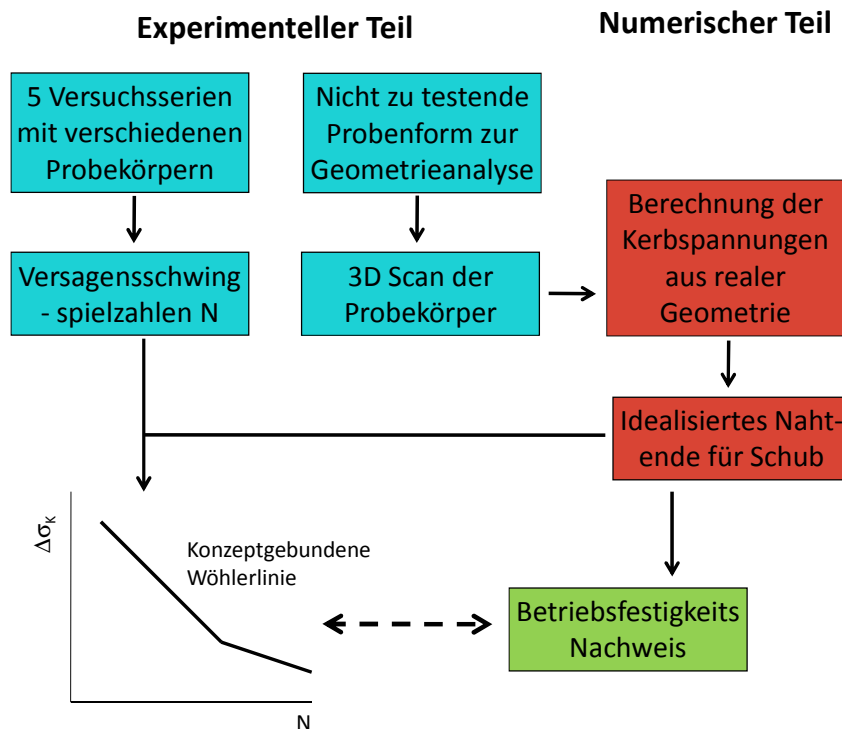 Experimenteller Teil
Numerischer Teil
5 Versuchsserien
mit verschiedenen
Probekörpern
Nicht zu testende
Probenform zur
Geometrieanalyse
Versagensschwing
- spielzahlen N
3D Scan der
Probekörper
Berechnung der
Kerbspannungen
aus realer
Geometrie
Idealisiertes Naht-
ende für Schub
ΔσK
Konzeptgebundene
Wöhlerlinie
N
Betriebsfestigkeits
Nachweis